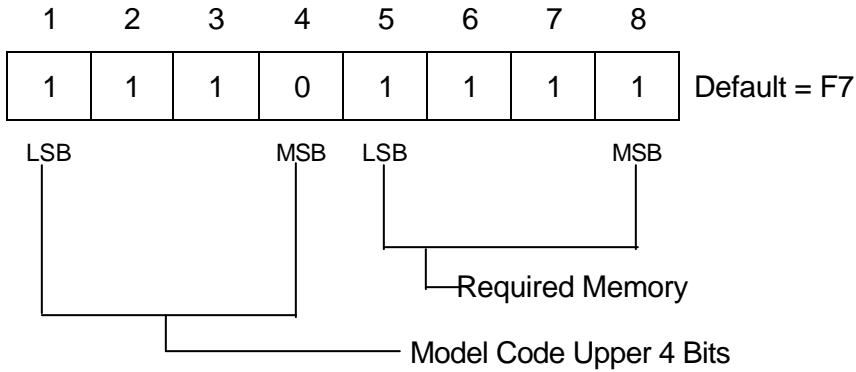 1 2 3 4 5 6 7 8
1 1 1 0 1 1 1 1 Default = F7
LSB MSB LSB MSB
Required Memory
Model Code Upper 4 Bits